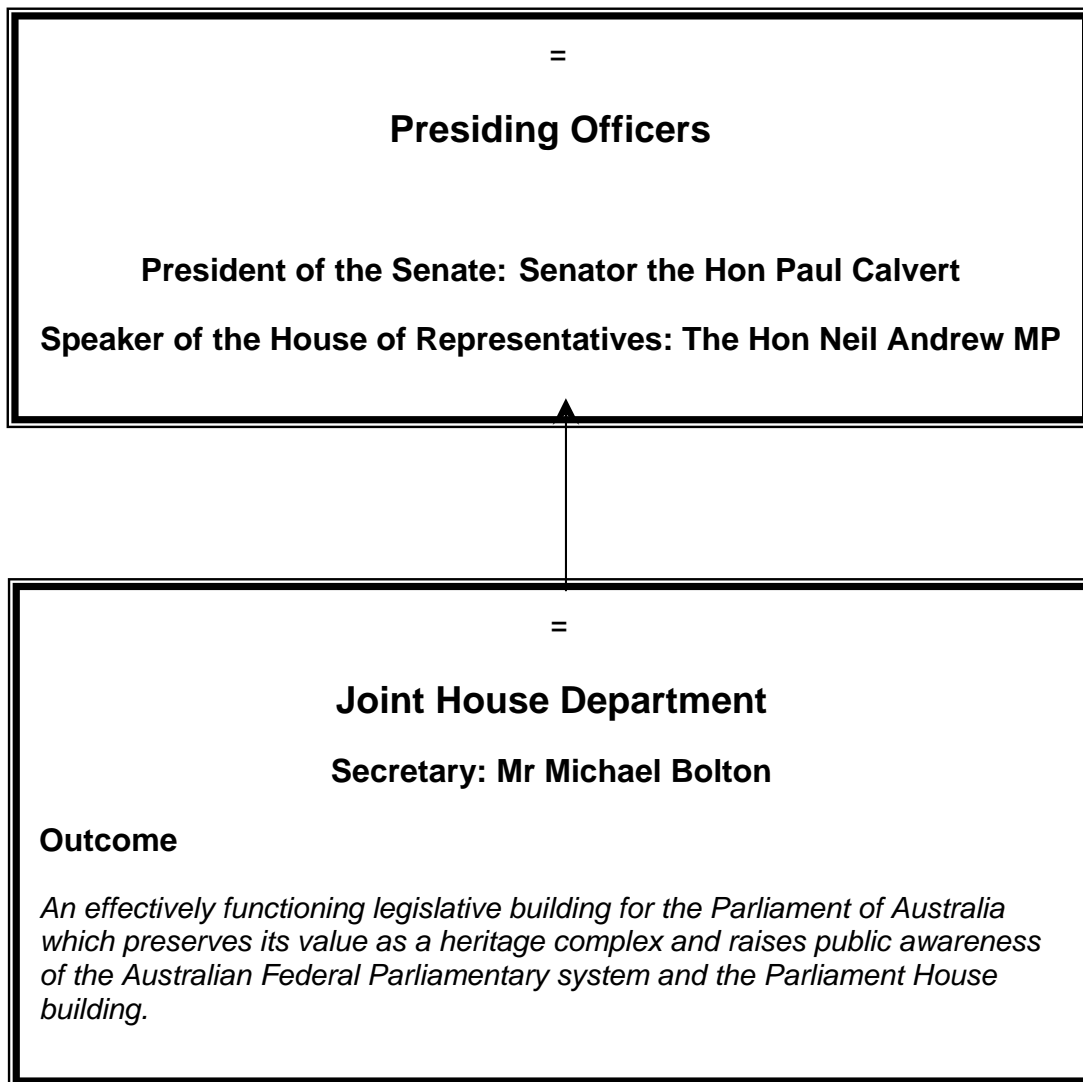 =
Presiding Officers
President of the Senate: Senator the Hon Paul Calvert
Speaker of the House of Representatives: The Hon Neil Andrew MP
=
Joint House Department
Secretary: Mr Michael Bolton
Outcome
An effectively functioning legislative building for the Parliament of Australia
which preserves its value as a heritage complex and raises public awareness
of the Australian Federal Parliamentary system and the Parliament House
building.